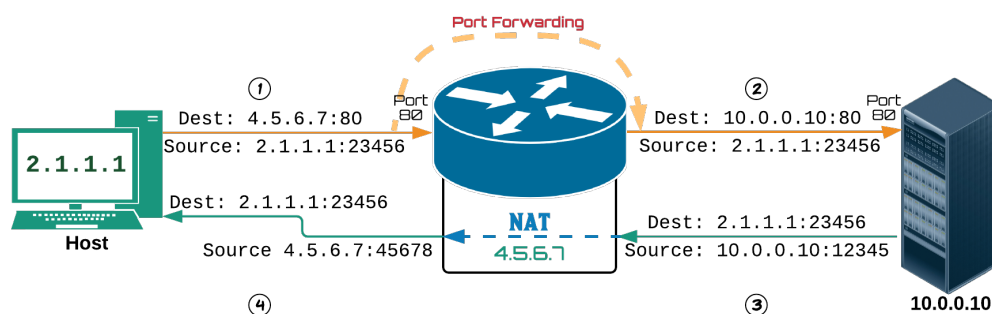 Port Forwarding
1
2
Port
80
Port
80
Dest: 4.5.6.7:80
Dest: 10.0.0.10:80
Source: 2.1.1.1:23456
Source: 2.1.1.1:23456
2.1.1.1
Dest: 2.1.1.1:23456
NAT
Dest: 2.1.1.1:23456
Host
Source 4.5.6.7:45678
4.5.6.7
Source: 10.0.0.10:12345
4
3
10.0.0.10